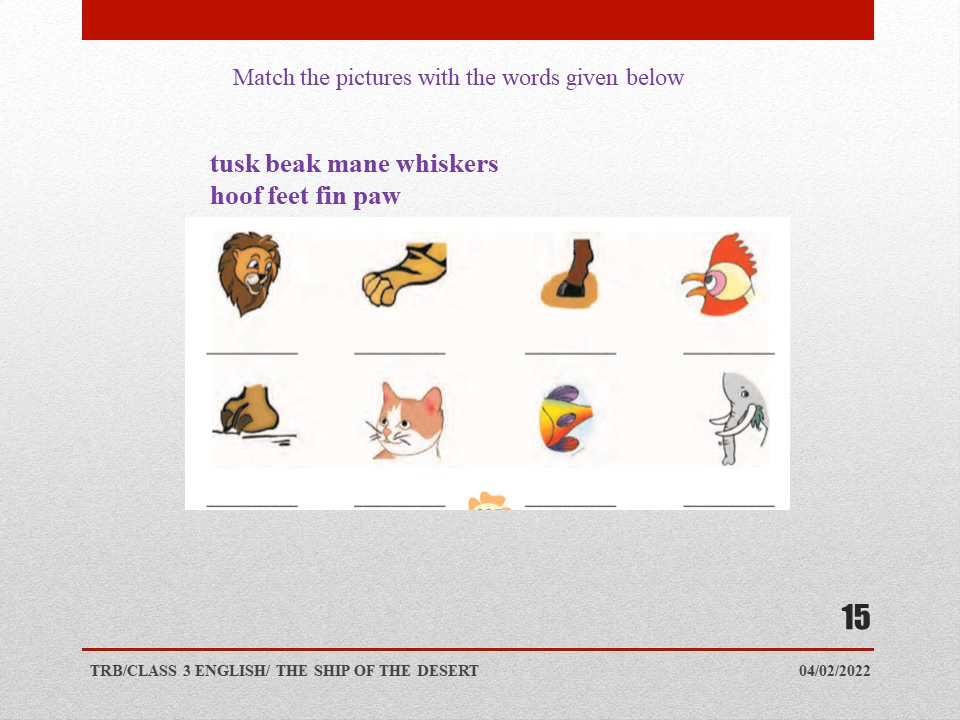 Match the pictures with the words given below
tusk beak mane whiskers
hoof feet fin paw
15
TRB/CLASS 3 ENGLISH/ THE SHIP OF THE DESERT
04/02/2022